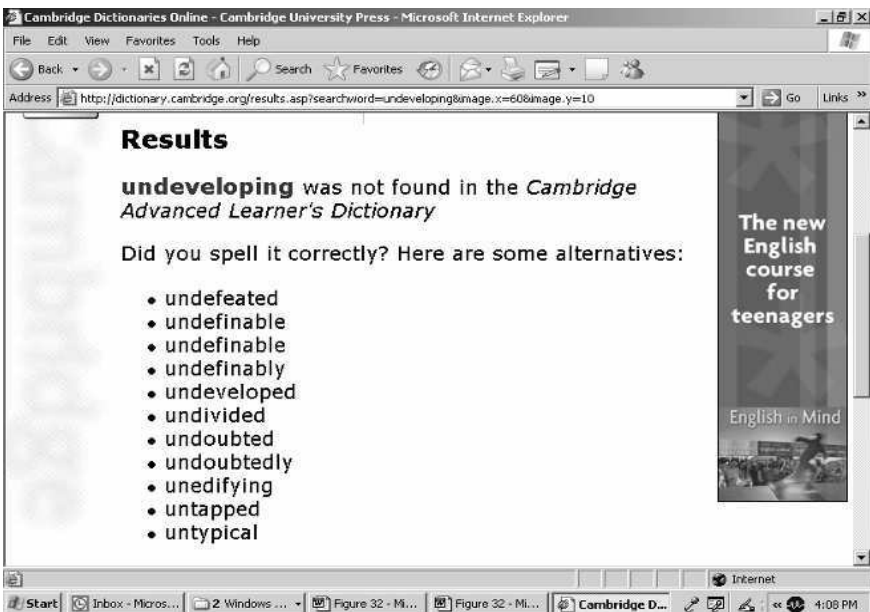 Cambridge Dictionaries Online - Cambridge University Press - Microsoft Internet Explorer
File Edit View Favorites Tools Help
Back Search Favorites
Address http://dictionary.cambridge.org/results.asp?searchword=undeveloping&image.x=60&image.y=10 Go Links »
Cambridge
Results
undeveloping was not found in the Cambridge
Advanced Learner's Dictionary
Did you spell it correctly? Here are some alternatives:
• undefeated
• undefinable
• undefinable
• undefinably
• undeveloped
• undivided
• undoubted
• undoubtedly
• unedifying
• untapped
• untypical
The new
English
course
for
teenagers
English in Mind
Internet
Start Inbox - Micros... 2 Windows ... Figure 32 - Mi... Figure 32 - Mi... Cambridge D... « 4:08 PM